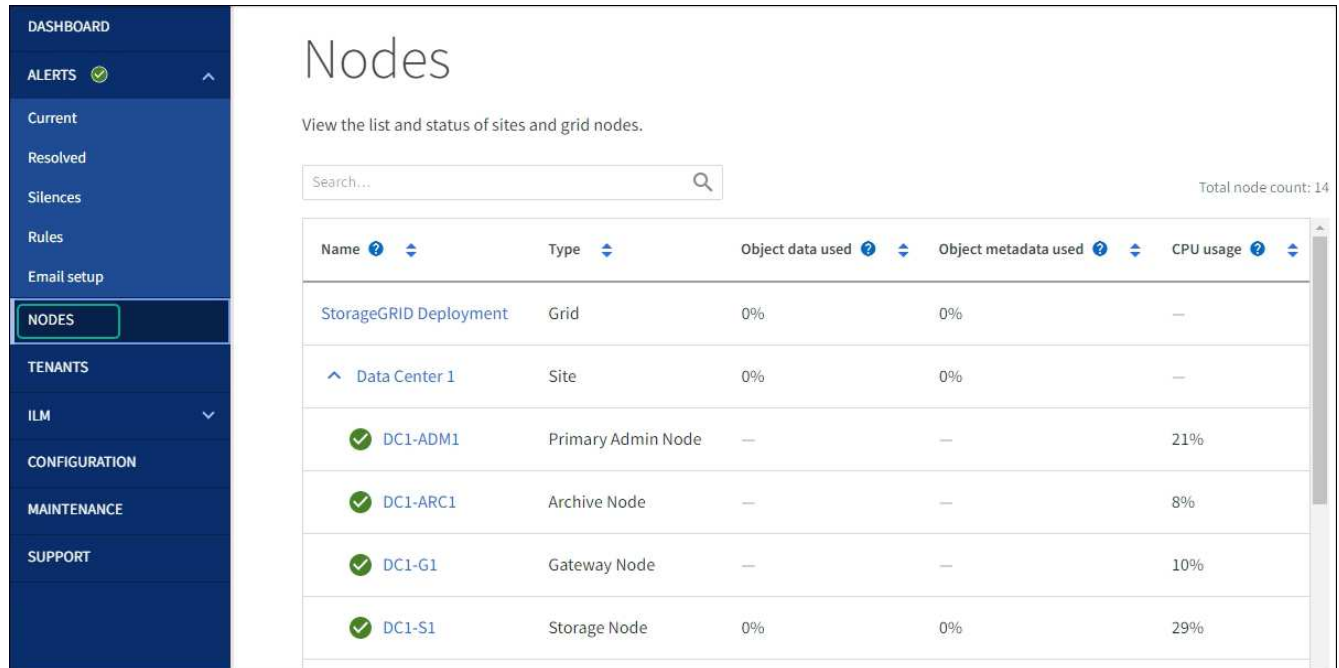 DASHBOARD
ALERTS
Current
Resolved
Silences
Rules
Email setup
NODES
TENANTS
ILM
CONFIGURATION
MAINTENANCE
SUPPORT
Nodes
View the list and status of sites and grid nodes.
Search...
Total node count: 14
Name ? Type Object data used ? Object metadata used ? CPU usage ?
StorageGRID Deployment Grid 0% 0% —
Data Center 1 Site 0% 0% —
DC1-ADM1 Primary Admin Node — — 21%
DC1-ARC1 Archive Node — — 8%
DC1-G1 Gateway Node — — 10%
DC1-S1 Storage Node 0% 0% 29%